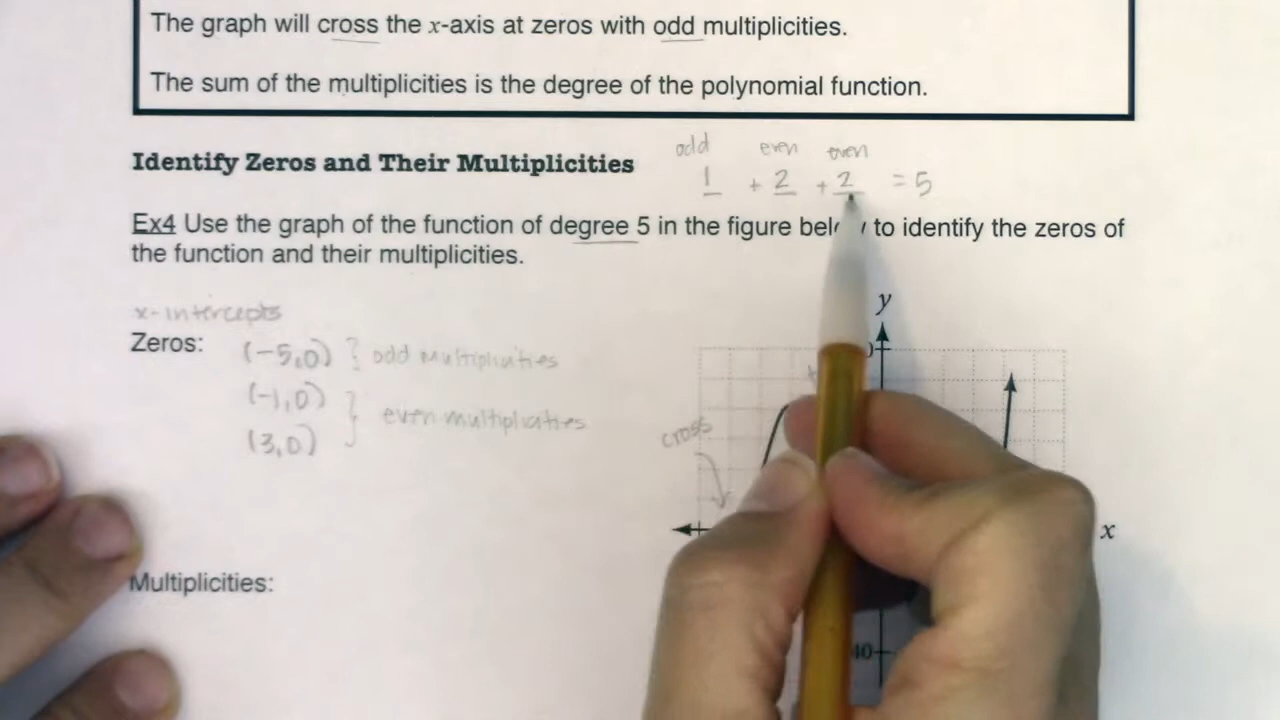 The graph will cross the x-axis at zeros with odd multiplicities.
The sum of the multiplicities is the degree of the polynomial function.
odd even even
Identify Zeros and Their Multiplicities 1 + 2 + 2 = 5
Ex4 Use the graph of the function of degree 5 in the figure to identify the zeros of
the function and their multiplicities.
x-intercepts
y
Zeros: (-5,0) } odd multiplicities
(-1,0) } even multiplicities
(3,0)
cross
x
Multiplicities:
40